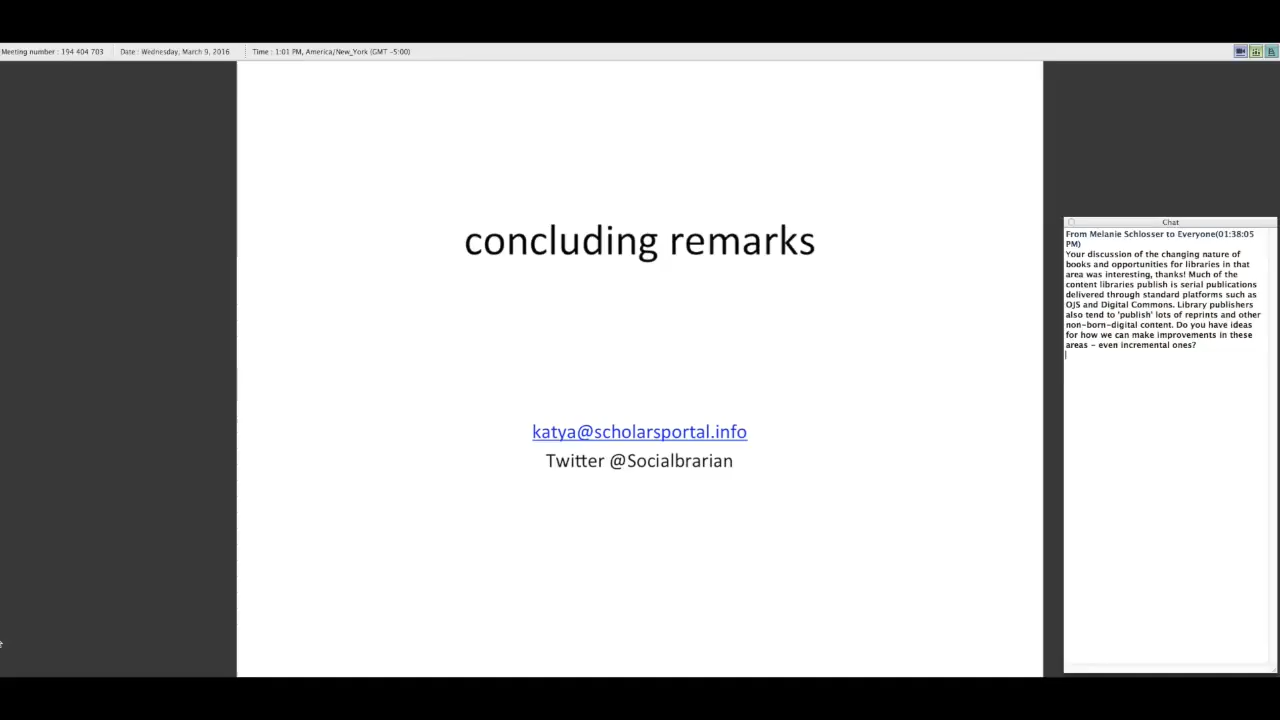 Meeting number : 194 404 703 Date : Wednesday, March 9, 2016 Time : 1:01 PM, America/New_York (GMT -5:00)
concluding remarks
katya@scholarsportal.info
Twitter @Socialbrarian
Chat
From Melanie Schlosser to Everyone(01:38:05
PM)
Your discussion of the changing nature of
books and opportunities for libraries in that
area was interesting, thanks! Much of the
content libraries publish is serial publications
delivered through standard platforms such as
OJS and Digital Commons. Library publishers
also tend to 'publish' lots of reprints and other
non-born-digital content. Do you have ideas
for how we can make improvements in these
areas - even incremental ones?